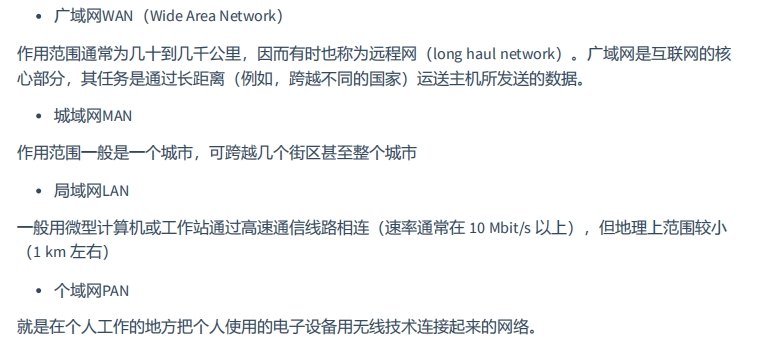 • 广域网WAN（Wide Area Network）
作用范围通常为几十到几千公里，因而有时也称为远程网（long haul network）。广域网是互联网的核
心部分，其任务是通过长距离（例如，跨越不同的国家）运送主机所发送的数据。
• 城域网MAN
作用范围一般是一个城市，可跨越几个街区甚至整个城市
• 局域网LAN
一般用微型计算机或工作站通过高速通信线路相连（速率通常在 10 Mbit/s 以上），但地理上范围较小
（1 km 左右）
• 个域网PAN
就是在个人工作的地方把个人使用的电子设备用无线技术连接起来的网络。